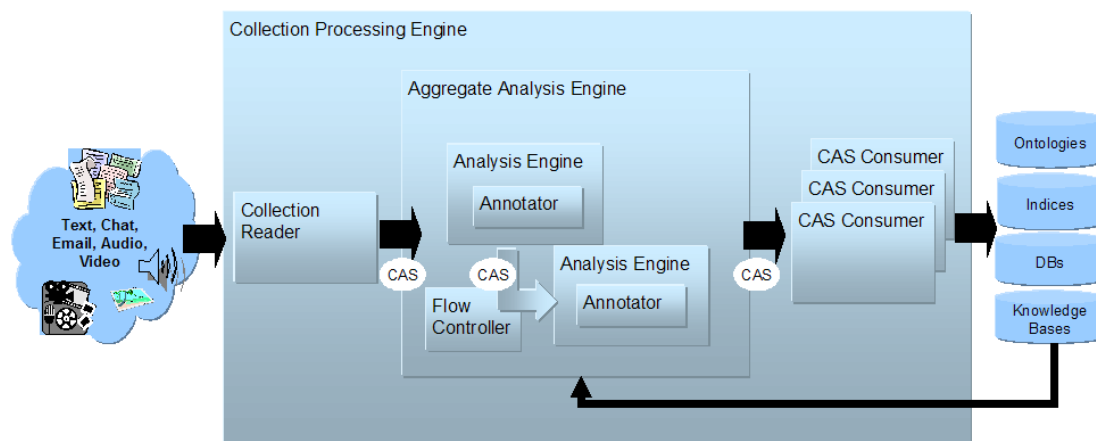 Collection Processing Engine
Aggregate Analysis Engine
Text, Chat,
Email, Audio,
Video
Collection
Reader
CAS
Analysis Engine
Annotator
CAS
Flow
Controller
Analysis Engine
Annotator
CAS
CAS Consumer
CAS Consumer
CAS Consumer
Ontologies
Indices
DBs
Knowledge
Bases